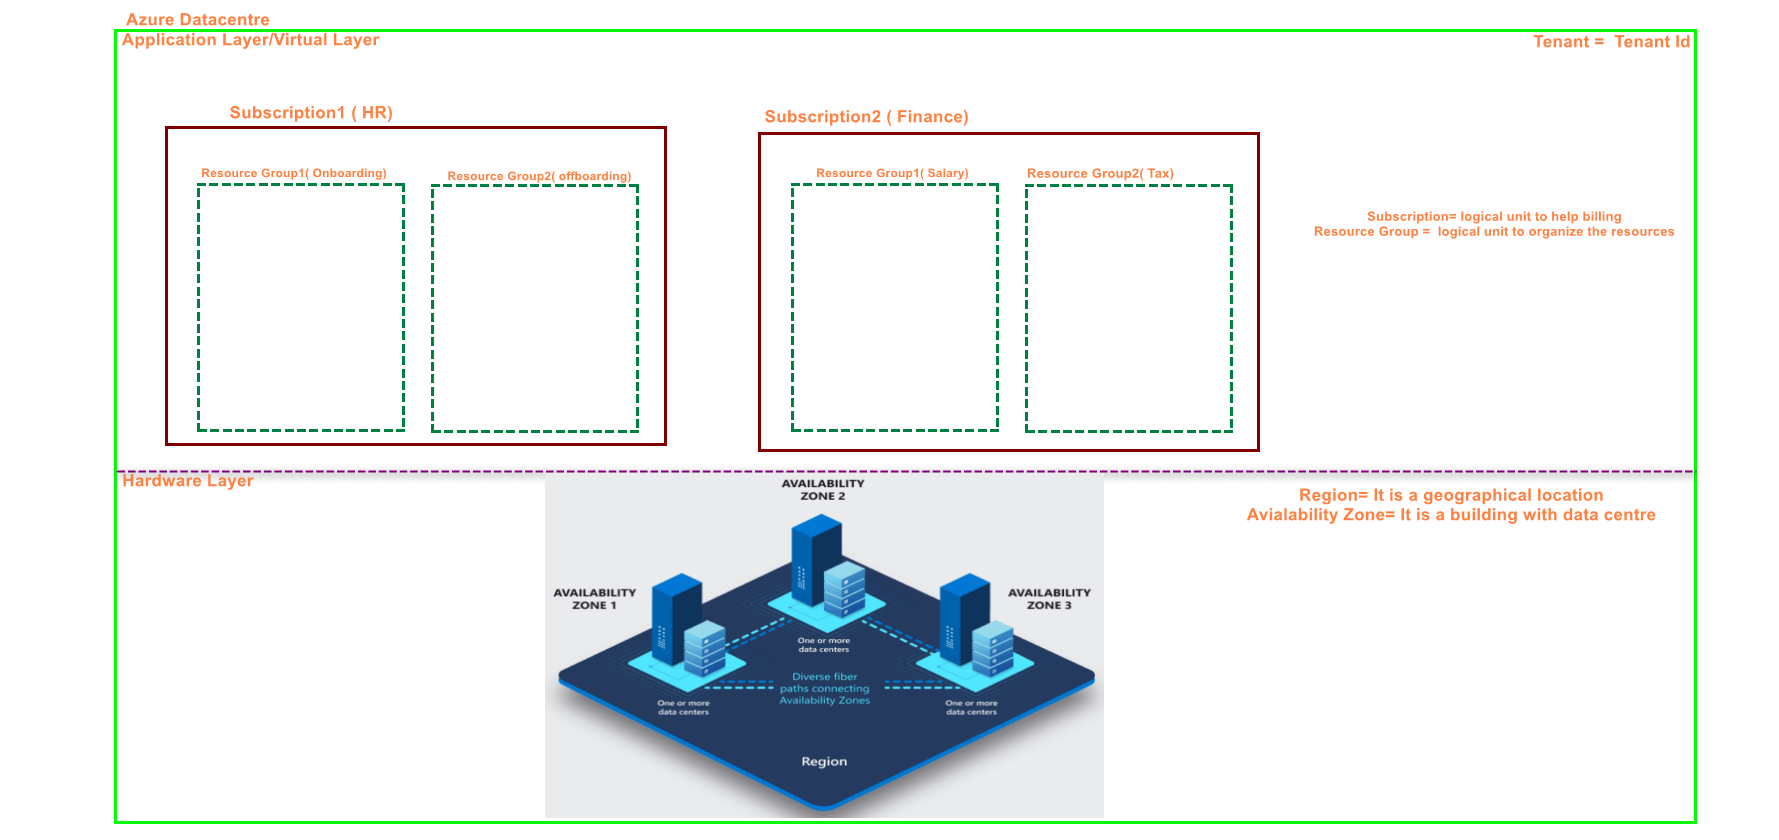 Azure Datacentre
Application Layer/Virtual Layer
Tenant = Tenant Id
Subscription1 ( HR)
Subscription2 ( Finance)
Resource Group1( Onboarding)
Resource Group2( offboarding)
Resource Group1( Salary)
Resource Group2( Tax)
Subscription= logical unit to help billing
Resource Group = logical unit to organize the resources
Hardware Layer
Region= It is a geographical location
Avialability Zone= It is a building with data centre
AVAILABILITY
ZONE 2
AVAILABILITY
ZONE 1
AVAILABILITY
ZONE 3
One or more
data centers
Diverse fiber
paths connecting
Availability Zones
One or more
data centers
One or more
data centers
Region